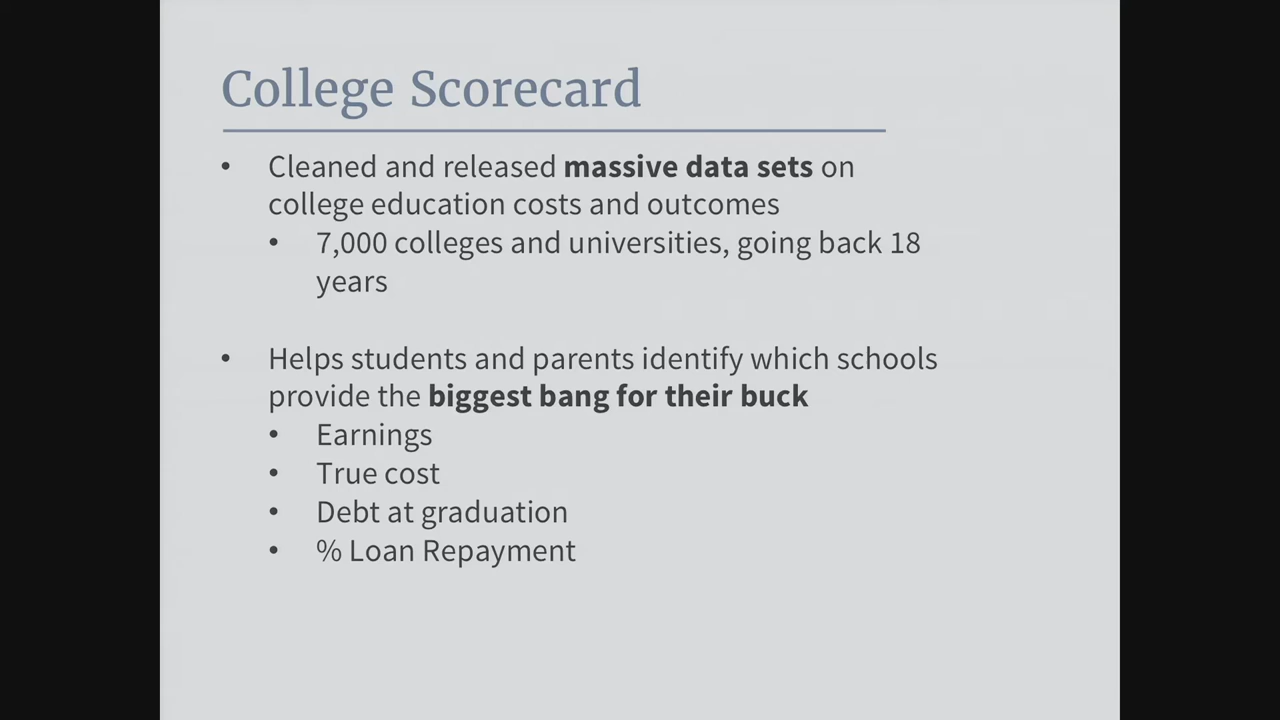 College Scorecard
• Cleaned and released massive data sets on
college education costs and outcomes
• 7,000 colleges and universities, going back 18
years
• Helps students and parents identify which schools
provide the biggest bang for their buck
• Earnings
• True cost
• Debt at graduation
• % Loan Repayment